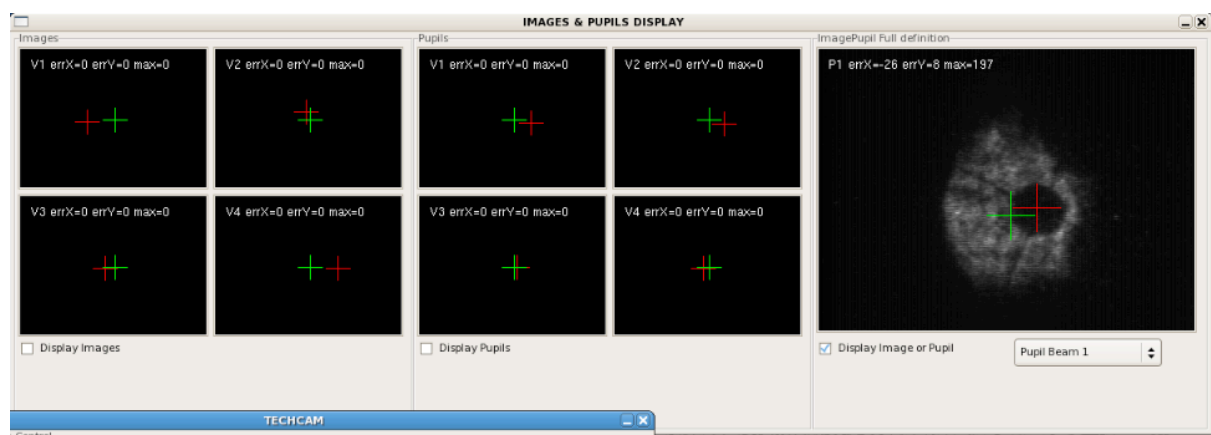 IMAGES & PUPILS DISPLAY
Images
V1 errX=0 errY=0 max=0
V2 errX=0 errY=0 max=0
V3 errX=0 errY=0 max=0
V4 errX=0 errY=0 max=0
Display Images
Pupils
V1 errX=0 errY=0 max=0
V2 errX=0 errY=0 max=0
V3 errX=0 errY=0 max=0
V4 errX=0 errY=0 max=0
Display Pupils
ImagePupil Full definition
P1 errX=-26 errY=8 max=197
Display Image or Pupil
Pupil Beam 1
TECHCAM
Control